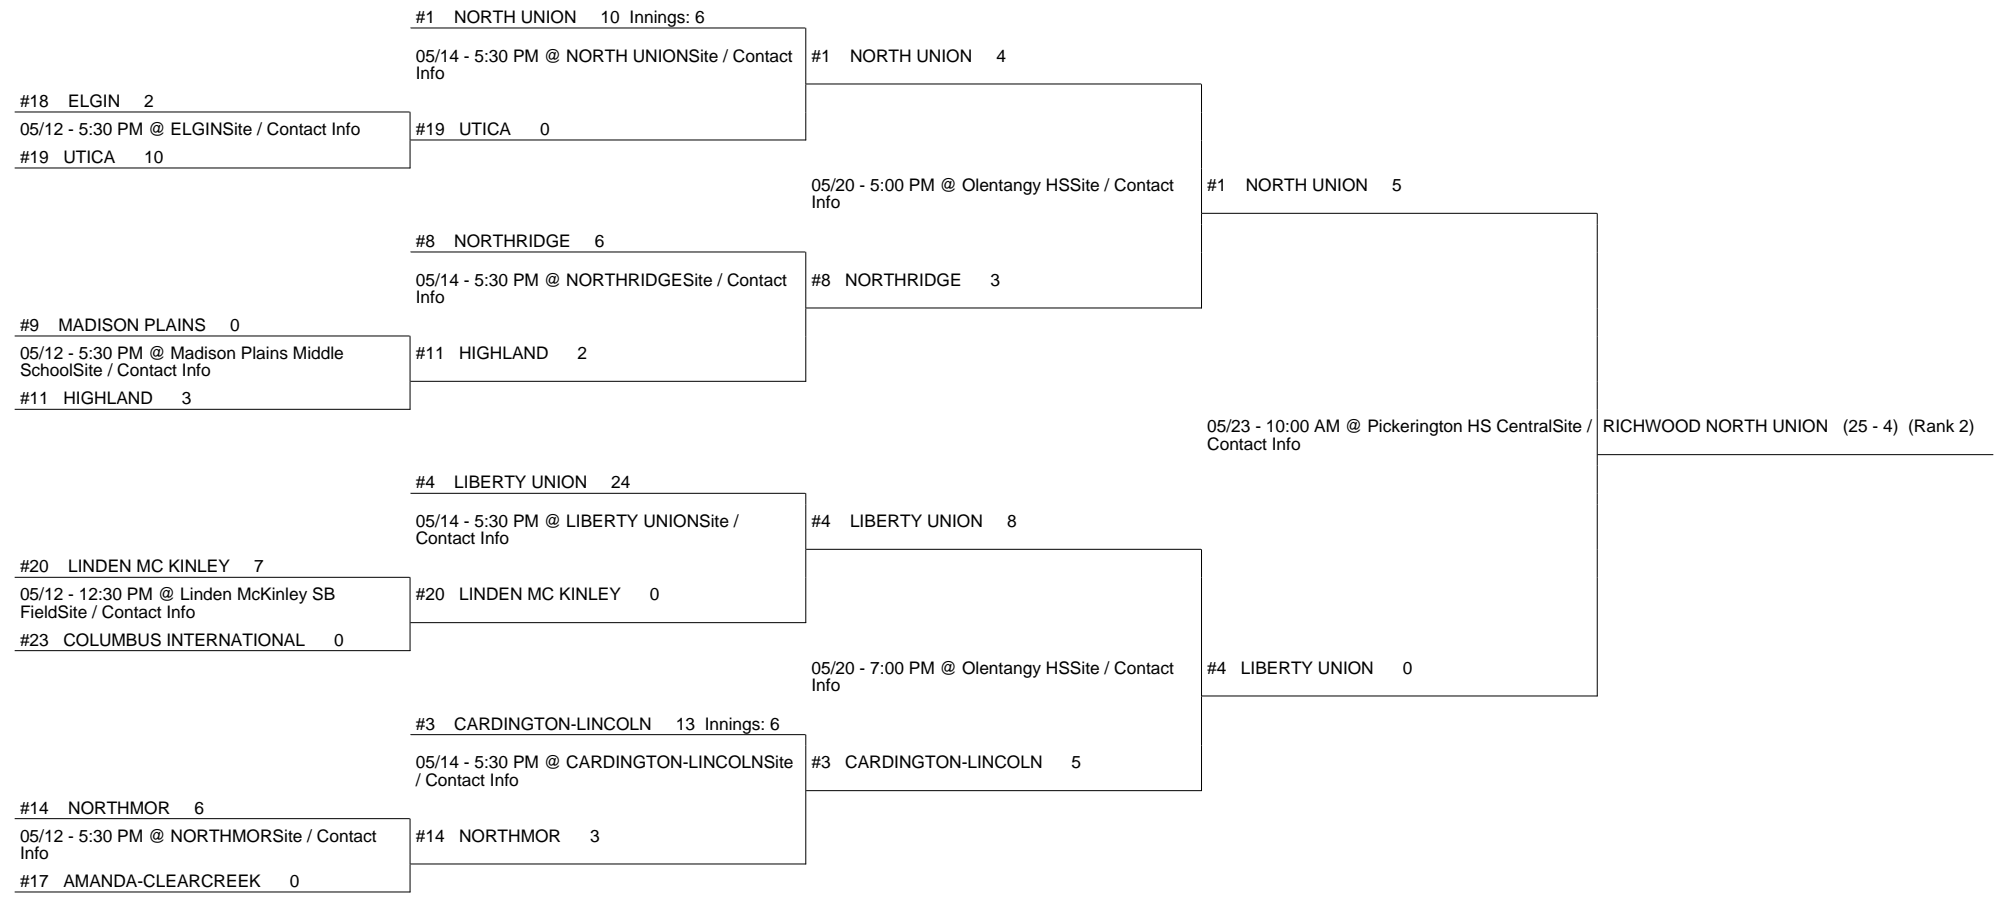 #1 NORTH UNION 10 Innings: 6
05/14 - 5:30 PM @ NORTH UNIONSite / Contact
Info
#1 NORTH UNION 4
#18 ELGIN 2
05/12 - 5:30 PM @ ELGINSite / Contact Info
#19 UTICA 0
#19 UTICA 10
05/20 - 5:00 PM @ Olentangy HSSite / Contact
Info
#1 NORTH UNION 5
#8 NORTHRIDGE 6
05/14 - 5:30 PM @ NORTHRIDGESite / Contact
Info
#8 NORTHRIDGE 3
#9 MADISON PLAINS 0
05/12 - 5:30 PM @ Madison Plains Middle
SchoolSite / Contact Info
#11 HIGHLAND 2
#11 HIGHLAND 3
05/23 - 10:00 AM @ Pickerington HS CentralSite /
Contact Info
RICHWOOD NORTH UNION (25 - 4) (Rank 2)
#4 LIBERTY UNION 24
05/14 - 5:30 PM @ LIBERTY UNIONSite /
Contact Info
#4 LIBERTY UNION 8
#20 LINDEN MC KINLEY 7
05/12 - 12:30 PM @ Linden McKinley SB
FieldSite / Contact Info
#20 LINDEN MC KINLEY 0
#23 COLUMBUS INTERNATIONAL 0
05/20 - 7:00 PM @ Olentangy HSSite / Contact
Info
#4 LIBERTY UNION 0
#3 CARDINGTON-LINCOLN 13 Innings: 6
05/14 - 5:30 PM @ CARDINGTON-LINCOLNSite
/ Contact Info
#3 CARDINGTON-LINCOLN 5
#14 NORTHMOR 6
05/12 - 5:30 PM @ NORTHMORSite / Contact
Info
#14 NORTHMOR 3
#17 AMANDA-CLEARCREEK 0